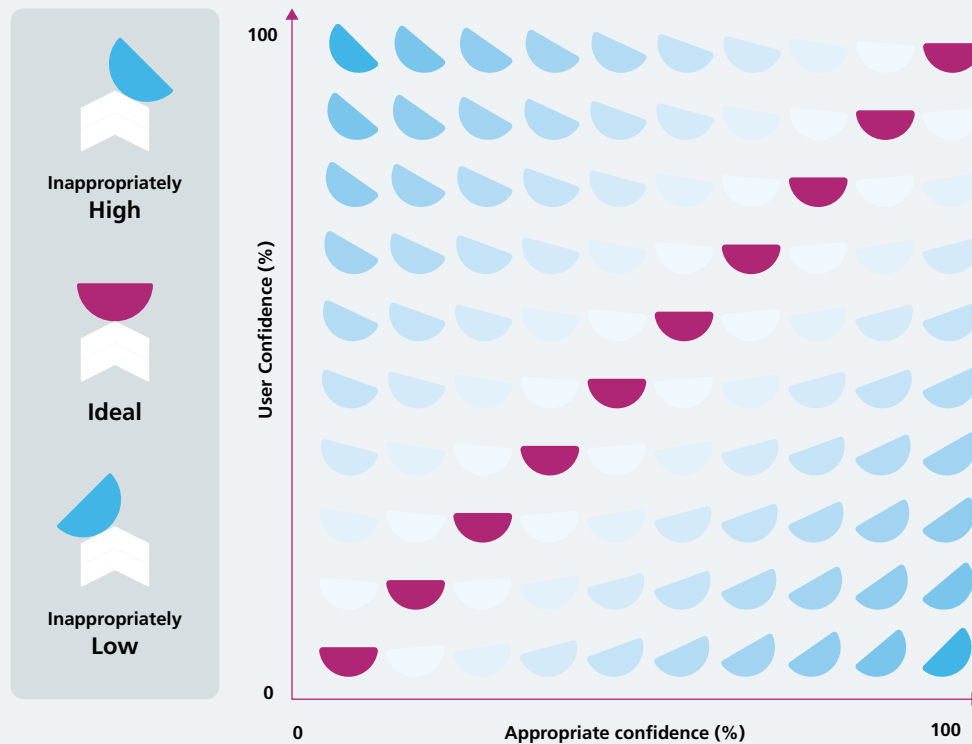 Inappropriately
High
Ideal
Inappropriately
Low
100
User Confidence (%)
0
0
Appropriate confidence (%)
100